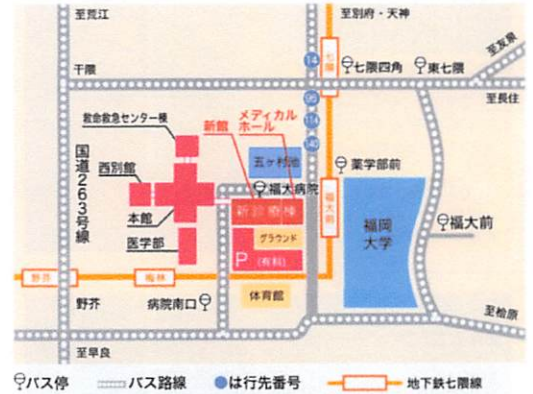 至荒江
至別府・天神
至友泉
14
七隈
七隈四角
東七隈
干隈
至長住
98
114
140
救命救急センター棟
新館
メディカル
ホール
五ヶ村池
薬学部前
西別館
国道263号線
福大病院
本館
新診療棟
福大前
福岡
大学
福大前
医学部
グラウンド
P
(有料)
野芥
梅林
野芥
病院南口
体育館
至桧原
至早良
バス停
バス路線
は行先番号
地下鉄七隈線